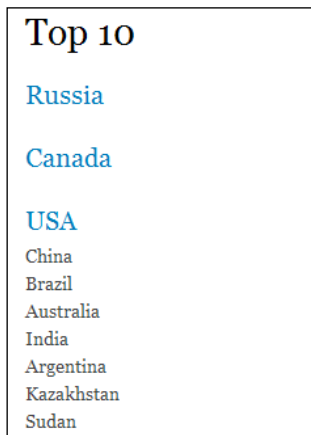 Top 10
Russia
Canada
USA
China
Brazil
Australia
India
Argentina
Kazakhstan
Sudan